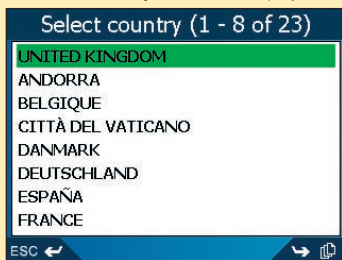 Select country (1 - 8 of 23)
UNITED KINGDOM
ANDORRA
BELGIQUE
CITTÀ DEL VATICANO
DANMARK
DEUTSCHLAND
ESPAÑA
FRANCE
ESC